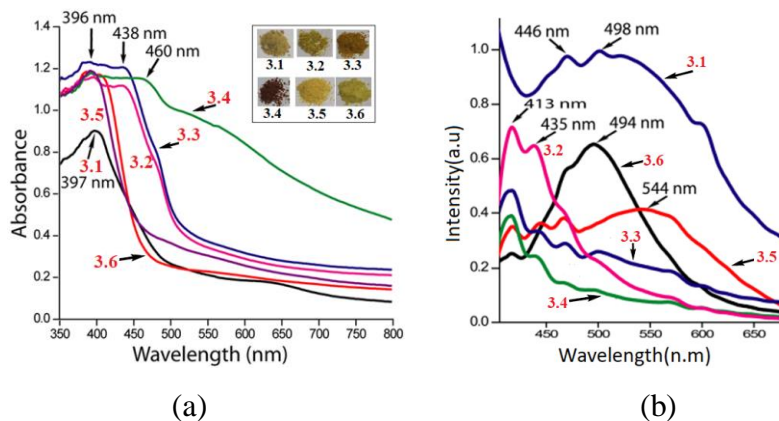 396 nm
438 nm
460 nm
397 nm
3.1
3.2
3.3
3.4
3.5
3.6
3.1 3.2 3.3
3.4 3.5 3.6
Absorbance
1.4
1.2
1.0
0.8
0.6
0.4
0.2
0.0
350 400 450 500 550 600 650 700 750 800
Wavelength (nm)
(a)
446 nm
498 nm
413 nm
435 nm
494 nm
544 nm
3.1
3.2
3.6
3.3
3.5
3.4
Intensity(a.u)
1.0
0.8
0.6
0.4
0.2
0.0
450 500 550 600 650
Wavelength(n.m)
(b)